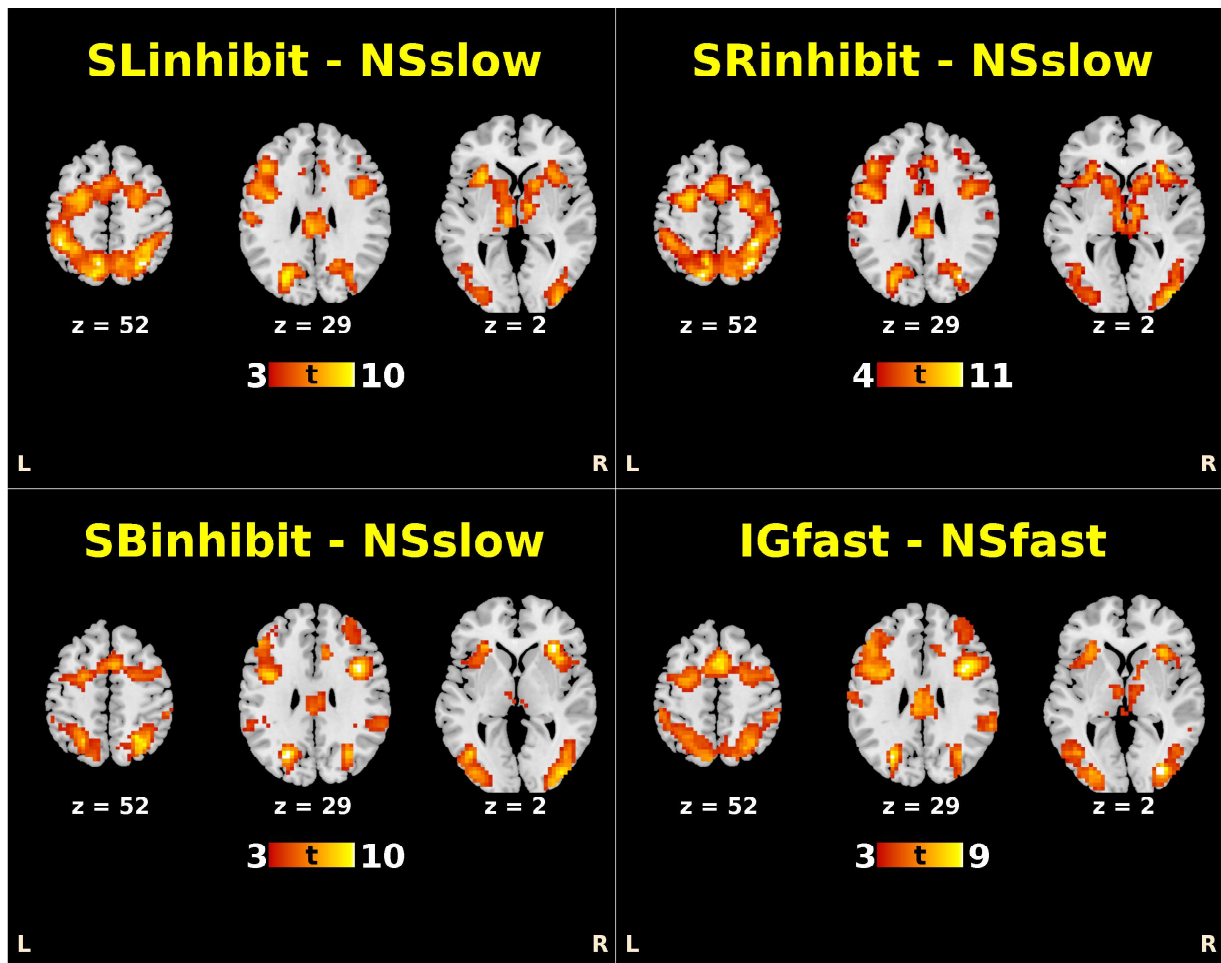 SLinhibit - NSslow
z = 52 z = 29 z = 2
3 t 10
L R
SRinhibit - NSslow
z = 52 z = 29 z = 2
4 t 11
L R
SBinhibit - NSslow
z = 52 z = 29 z = 2
3 t 10
L R
IGfast - NSfast
z = 52 z = 29 z = 2
3 t 9
L R